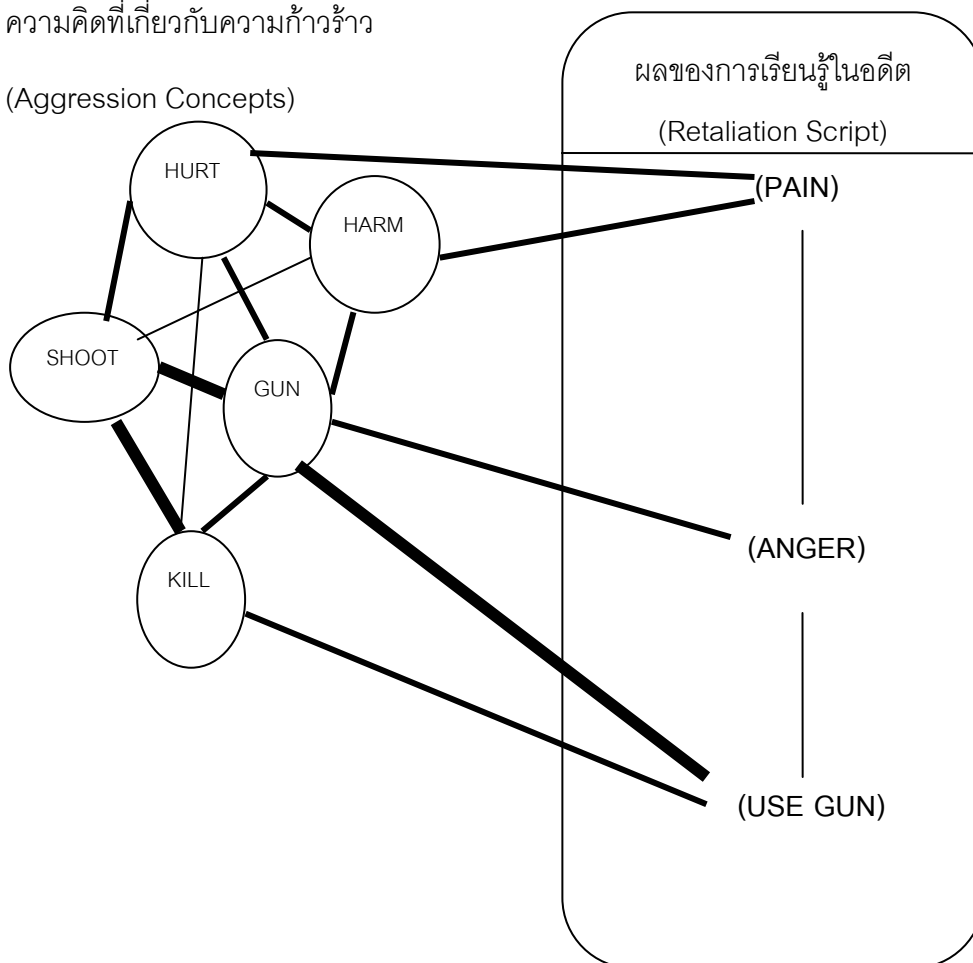 ความคิดที่เกี่ยวกับความก้าวร้าว
(Aggression Concepts)
ผลของการเรียนรู้ในอดีต
(Retaliation Script)
HURT
(PAIN)
HARM
SHOOT
GUN
(ANGER)
KILL
(USE GUN)